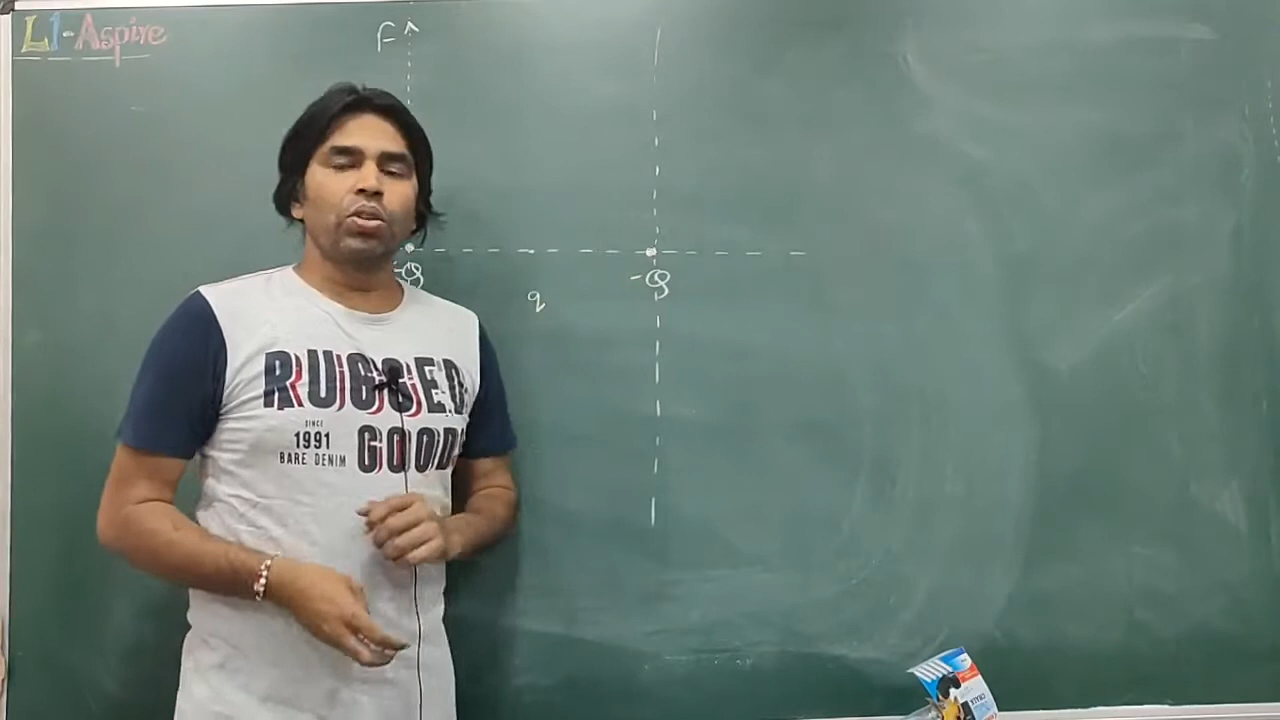 L1-Aspire
F
-Q
-Q
q
RUGGED
SINCE
1991
BARE DENIM
GOODS